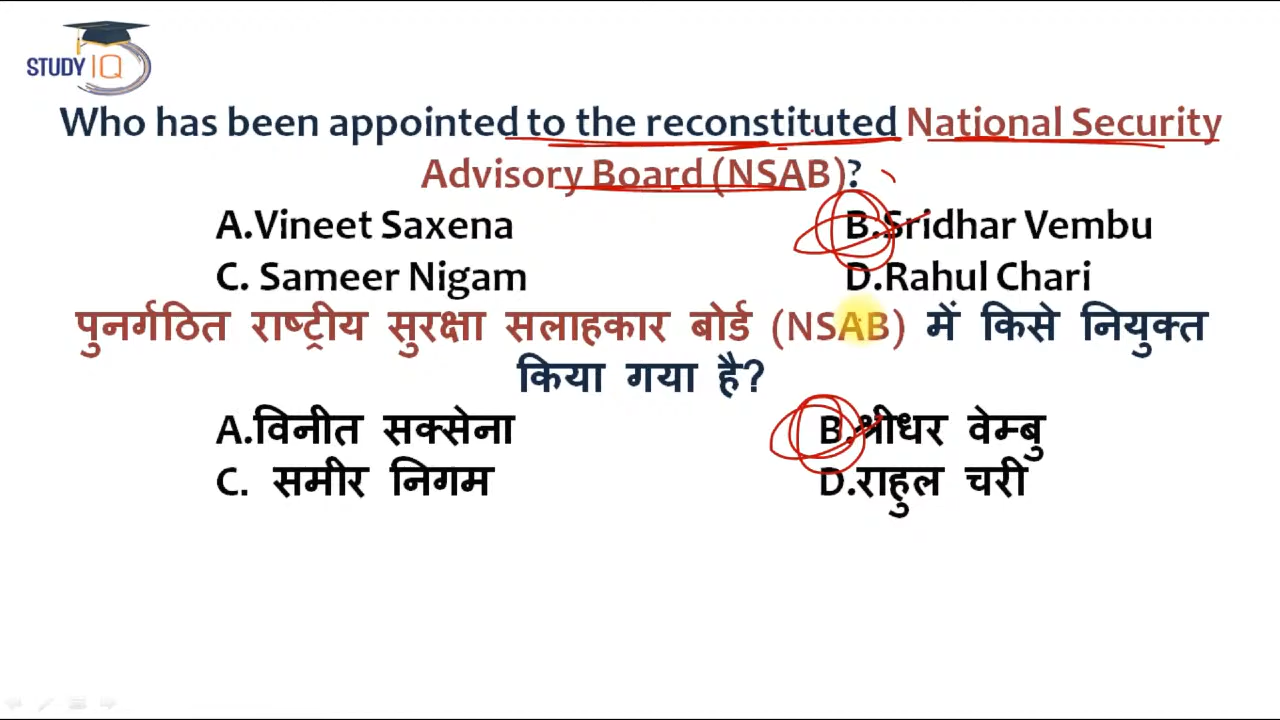 STUDY IQ
Who has been appointed to the reconstituted National Security
Advisory Board (NSAB)?
A.Vineet Saxena B.Sridhar Vembu
C. Sameer Nigam D.Rahul Chari
पुनर्गठित राष्ट्रीय सुरक्षा सलाहकार बोर्ड (NSAB) में किसे नियुक्त
किया गया है?
A.विनीत सक्सेना B.श्रीधर वेम्बु
C. समीर निगम D.राहुल चरी